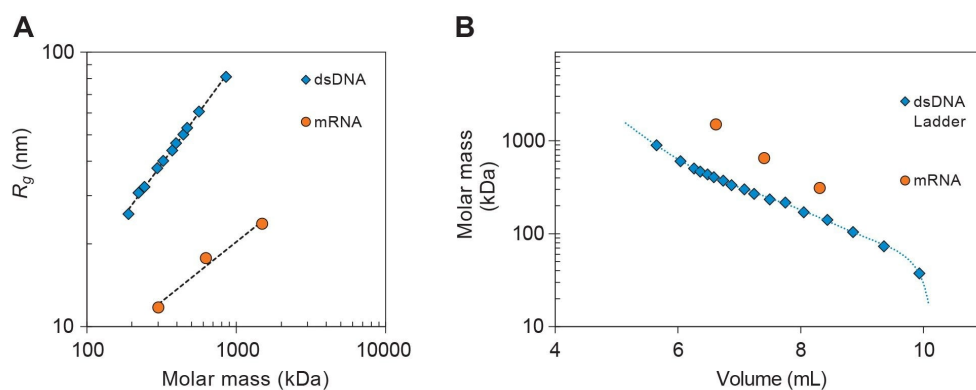 A
100
10
R_g (nm)
dsDNA
mRNA
100
1000
10000
Molar mass (kDa)
B
1000
100
10
Molar mass
(kDa)
dsDNA
Ladder
mRNA
4
6
8
10
Volume (mL)